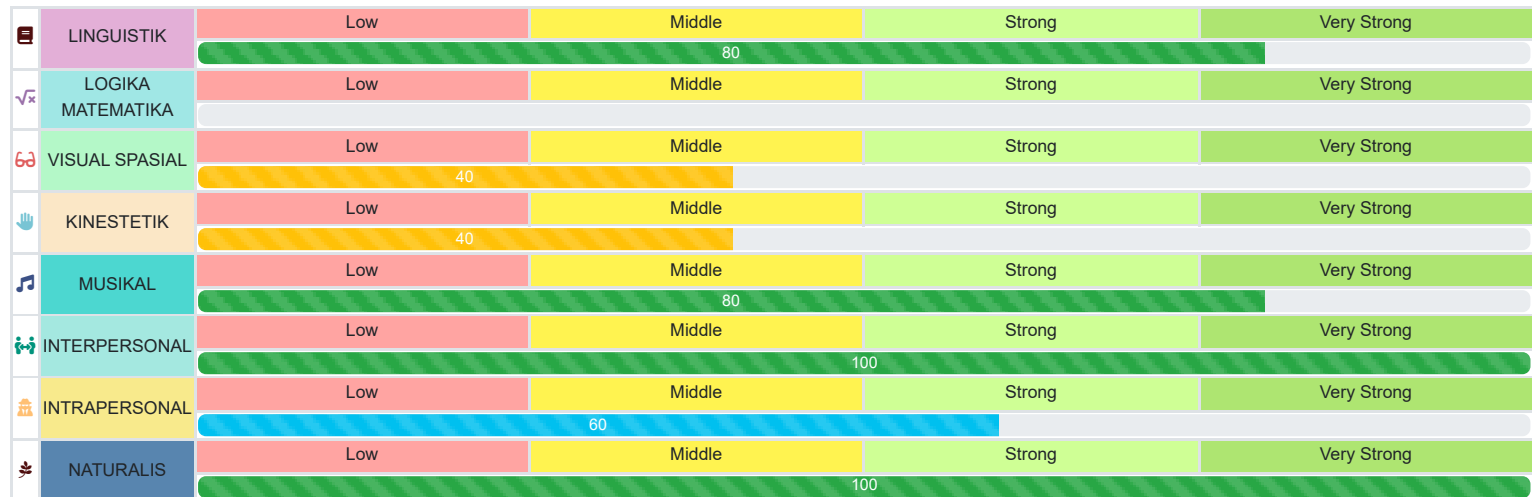 LINGUISTIK
Low Middle Strong Very Strong
80
LOGIKA
MATEMATIKA
Low Middle Strong Very Strong
VISUAL SPASIAL
Low Middle Strong Very Strong
40
KINESTETIK
Low Middle Strong Very Strong
40
MUSIKAL
Low Middle Strong Very Strong
80
INTERPERSONAL
Low Middle Strong Very Strong
100
INTRAPERSONAL
Low Middle Strong Very Strong
60
NATURALIS
Low Middle Strong Very Strong
100